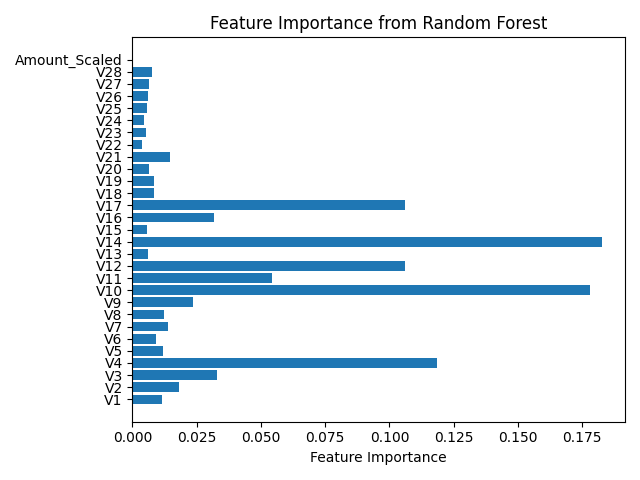 Feature Importance from Random Forest
Amount_Scaled
V28
V27
V26
V25
V24
V23
V22
V21
V20
V19
V18
V17
V16
V15
V14
V13
V12
V11
V10
V9
V8
V7
V6
V5
V4
V3
V2
V1
0.000 0.025 0.050 0.075 0.100 0.125 0.150 0.175
Feature Importance